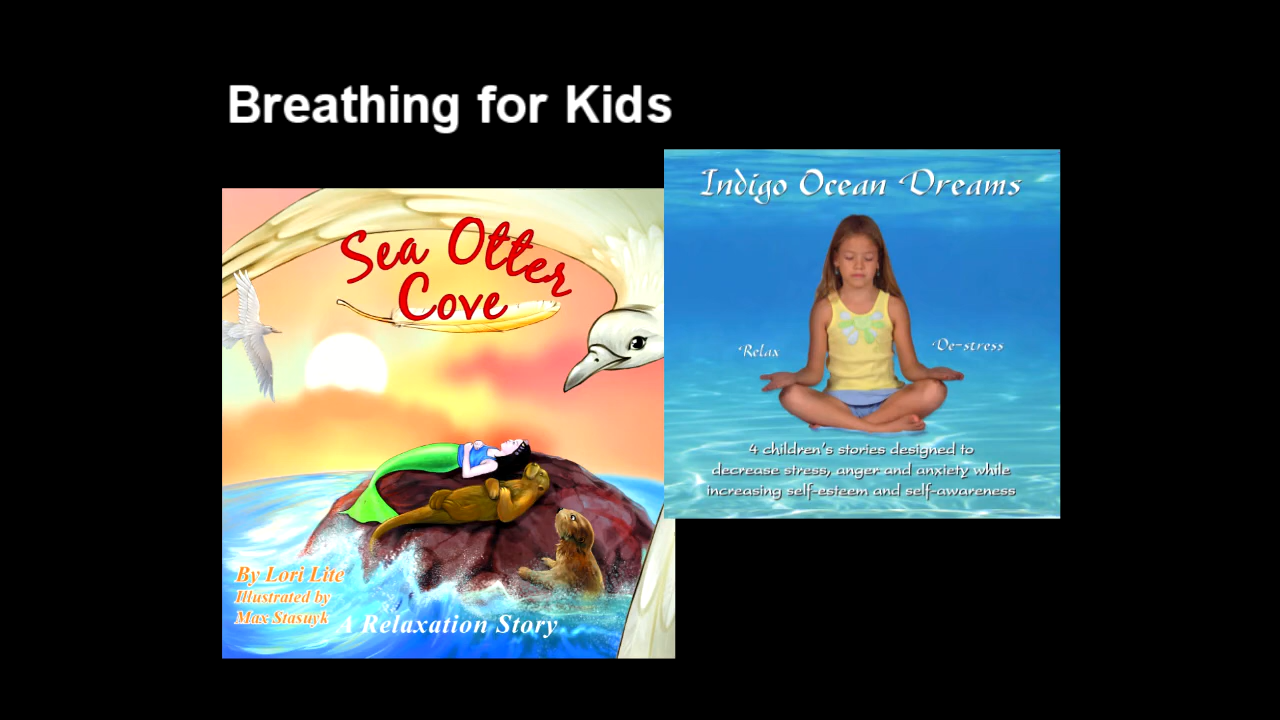 Breathing for Kids
Sea Otter
Cove
By Lori Lite
Illustrated by
Max Stasuyk
A Relaxation Story
Indigo Ocean Dreams
Relax
De-stress
4 children's stories designed to
decrease stress, anger and anxiety while
increasing self-esteem and self-awareness